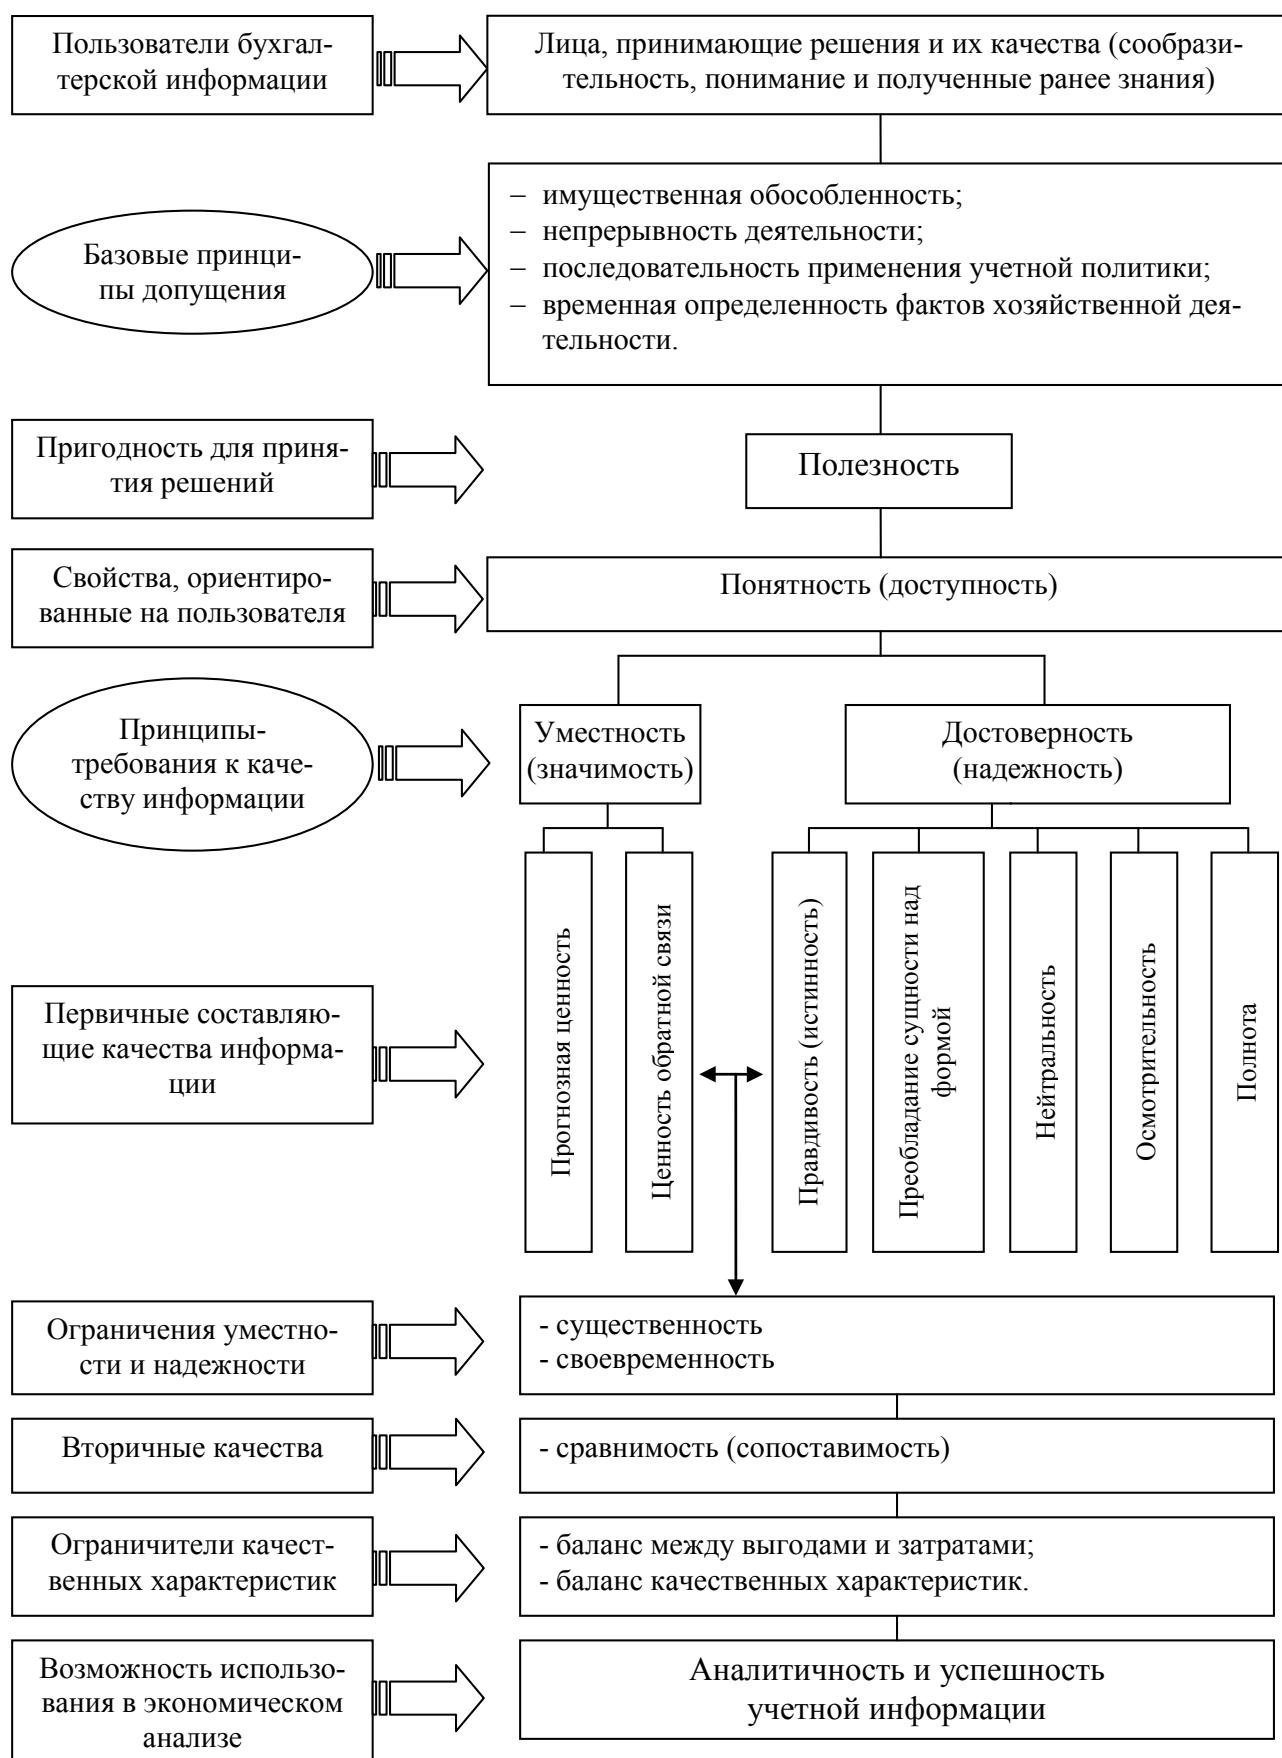 Пользователи бухгал-
терской информации
Лица, принимающие решения и их качества (сообрази-
тельность, понимание и полученные ранее знания)
Базовые принци-
пы допущения
– имущественная обособленность;
– непрерывность деятельности;
– последовательность применения учетной политики;
– временная определенность фактов хозяйственной дея-
тельности.
Пригодность для приня-
тия решений
Полезность
Свойства, ориентиро-
ванные на пользователя
Понятность (доступность)
Принципы-
требования к каче-
ству информации
Уместность
(значимость)
Достоверность
(надежность)
Первичные составляю-
щие качества информа-
ции
Прогнозная ценность
Ценность обратной связи
Правдивость (истинность)
Преобладание сущности над
формой
Нейтральность
Осмотрительность
Полнота
Ограничения уместно-
сти и надежности
- существенность
- своевременность
Вторичные качества
- сравнимость (сопоставимость)
Ограничители качест-
венных характеристик
- баланс между выгодами и затратами;
- баланс качественных характеристик.
Возможность использо-
вания в экономическом
анализе
Аналитичность и успешность
учетной информации